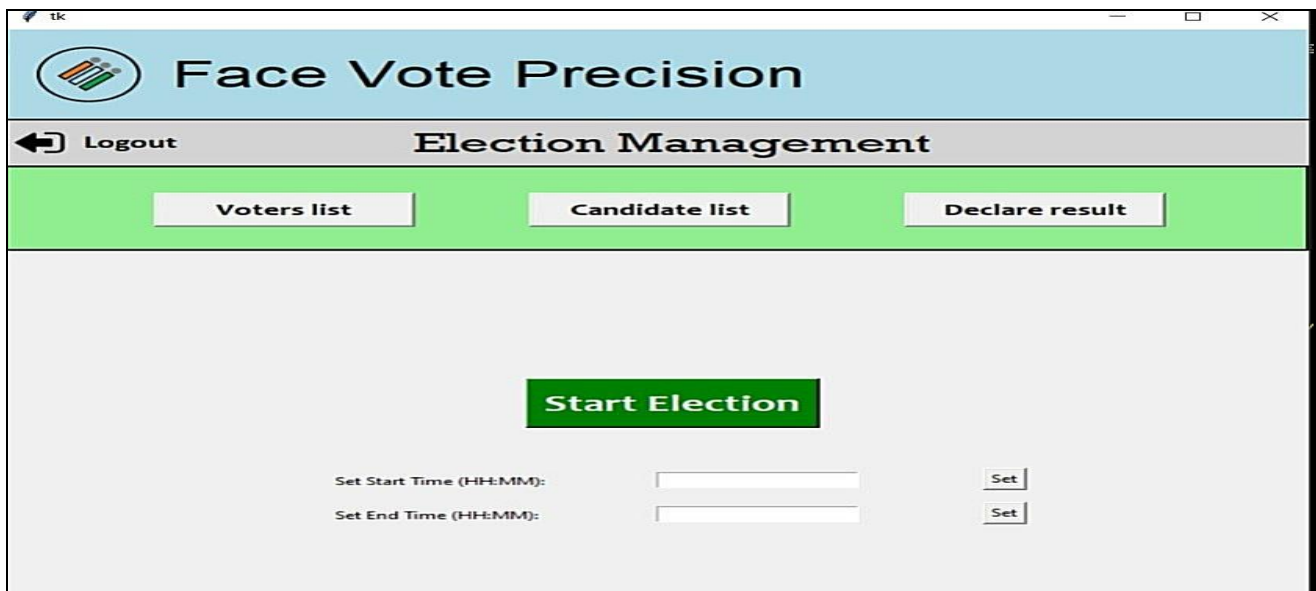 tk
Face Vote Precision
Logout Election Management
Voters list Candidate list Declare result
Start Election
Set Start Time (HH:MM): Set
Set End Time (HH:MM): Set